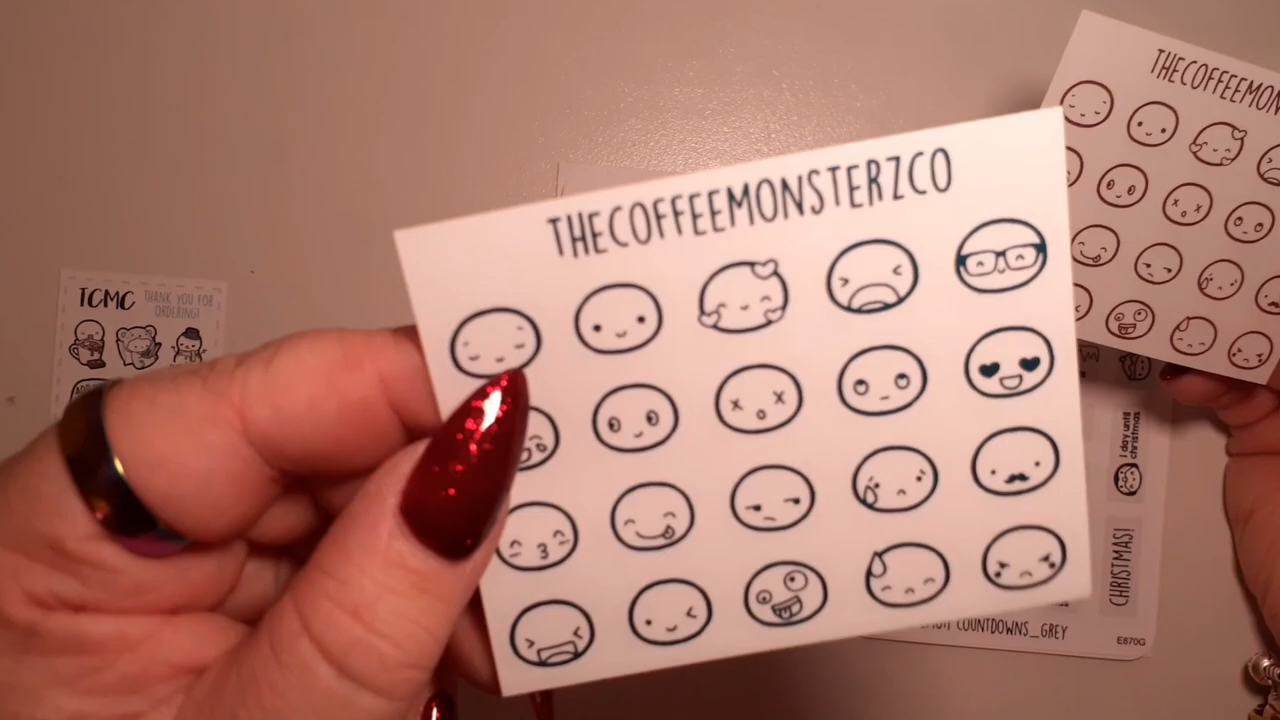 THECOFFEEMONSTERZCO
THECOFFEEMON
TCMC
THANK YOU FOR
ORDERING!
1 day until
christmas
CHRISTMAS!
COUNTDOWNS_GREY
E870G